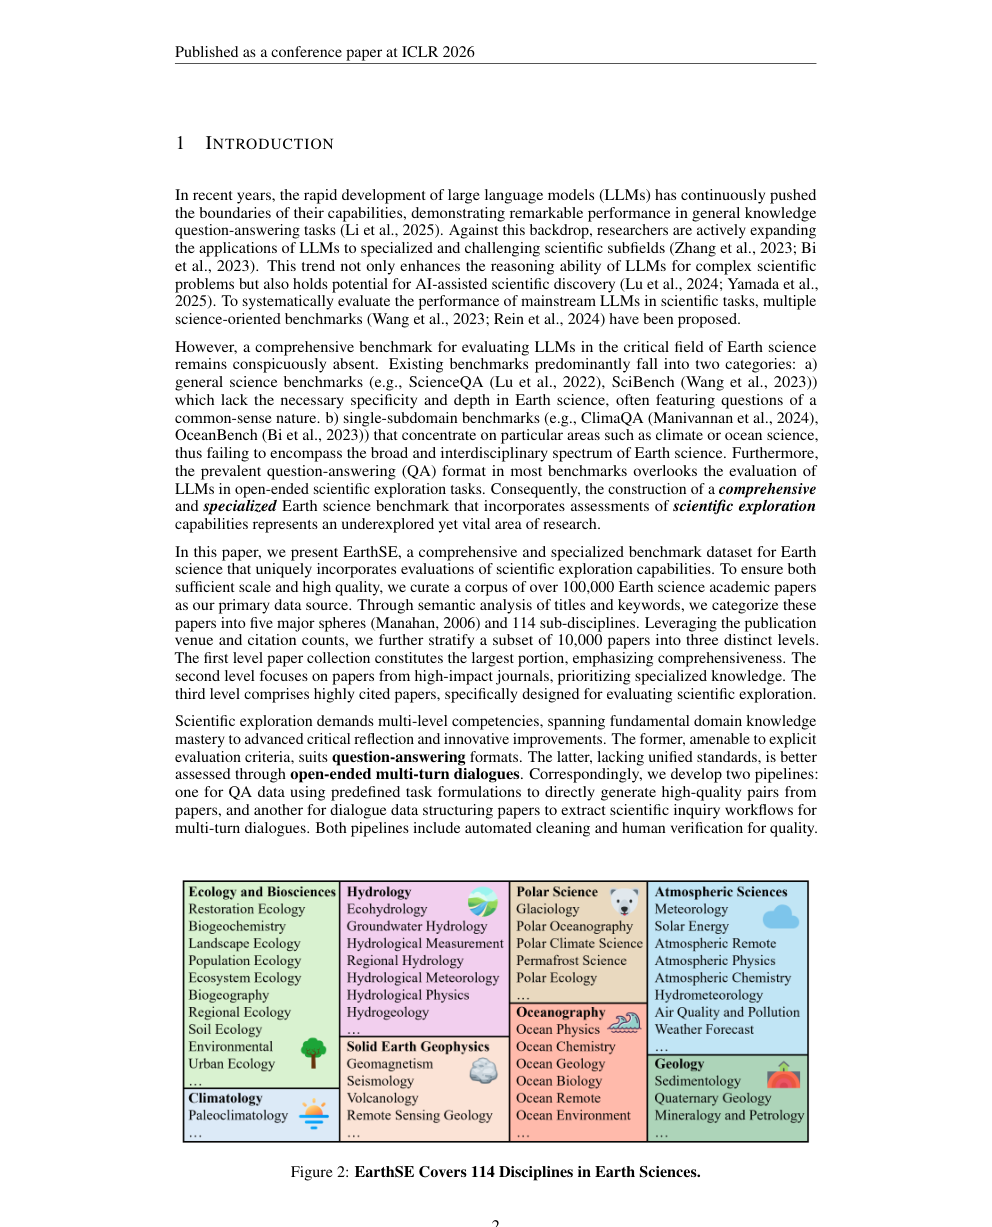 Published as a conference paper at ICLR 2026
1 INTRODUCTION
In recent years, the rapid development of large language models (LLMs) has continuously pushed
the boundaries of their capabilities, demonstrating remarkable performance in general knowledge
question-answering tasks (Li et al., 2025). Against this backdrop, researchers are actively expanding
the applications of LLMs to specialized and challenging scientific subfields (Zhang et al., 2023; Bi
et al., 2023). This trend not only enhances the reasoning ability of LLMs for complex scientific
problems but also holds potential for AI-assisted scientific discovery (Lu et al., 2024; Yamada et al.,
2025). To systematically evaluate the performance of mainstream LLMs in scientific tasks, multiple
science-oriented benchmarks (Wang et al., 2023; Rein et al., 2024) have been proposed.
However, a comprehensive benchmark for evaluating LLMs in the critical field of Earth science
remains conspicuously absent. Existing benchmarks predominantly fall into two categories: a)
general science benchmarks (e.g., ScienceQA (Lu et al., 2022), SciBench (Wang et al., 2023))
which lack the necessary specificity and depth in Earth science, often featuring questions of a
common-sense nature. b) single-subdomain benchmarks (e.g., ClimaQA (Manivannan et al., 2024),
OceanBench (Bi et al., 2023)) that concentrate on particular areas such as climate or ocean science,
thus failing to encompass the broad and interdisciplinary spectrum of Earth science. Furthermore,
the prevalent question-answering (QA) format in most benchmarks overlooks the evaluation of
LLMs in open-ended scientific exploration tasks. Consequently, the construction of a comprehensive
and specialized Earth science benchmark that incorporates assessments of scientific exploration
capabilities represents an underexplored yet vital area of research.
In this paper, we present EarthSE, a comprehensive and specialized benchmark dataset for Earth
science that uniquely incorporates evaluations of scientific exploration capabilities. To ensure both
sufficient scale and high quality, we curate a corpus of over 100,000 Earth science academic papers
as our primary data source. Through semantic analysis of titles and keywords, we categorize these
papers into five major spheres (Manahan, 2006) and 114 sub-disciplines. Leveraging the publication
venue and citation counts, we further stratify a subset of 10,000 papers into three distinct levels.
The first level paper collection constitutes the largest portion, emphasizing comprehensiveness. The
second level focuses on papers from high-impact journals, prioritizing specialized knowledge. The
third level comprises highly cited papers, specifically designed for evaluating scientific exploration.
Scientific exploration demands multi-level competencies, spanning fundamental domain knowledge
mastery to advanced critical reflection and innovative improvements. The former, amenable to explicit
evaluation criteria, suits question-answering formats. The latter, lacking unified standards, is better
assessed through open-ended multi-turn dialogues. Correspondingly, we develop two pipelines:
one for QA data using predefined task formulations to directly generate high-quality pairs from
papers, and another for dialogue data structuring papers to extract scientific inquiry workflows for
multi-turn dialogues. Both pipelines include automated cleaning and human verification for quality.
Ecology and Biosciences
Restoration Ecology
Biogeochemistry
Landscape Ecology
Population Ecology
Ecosystem Ecology
Biogeography
Regional Ecology
Soil Ecology
Environmental
Urban Ecology
…
Climatology
Paleoclimatology
…
Hydrology
Ecohydrology
Groundwater Hydrology
Hydrological Measurement
Regional Hydrology
Hydrological Meteorology
Hydrological Physics
Hydrogeology
…
Solid Earth Geophysics
Geomagnetism
Seismology
Volcanology
Remote Sensing Geology
…
Polar Science
Glaciology
Polar Oceanography
Polar Climate Science
Permafrost Science
Polar Ecology
…
Oceanography
Ocean Physics
Ocean Chemistry
Ocean Geology
Ocean Biology
Ocean Remote
Ocean Environment
…
Atmospheric Sciences
Meteorology
Solar Energy
Atmospheric Remote
Atmospheric Physics
Atmospheric Chemistry
Hydrometeorology
Air Quality and Pollution
Weather Forecast
…
Geology
Sedimentology
Quaternary Geology
Mineralogy and Petrology
…
Figure 2: EarthSE Covers 114 Disciplines in Earth Sciences.
2